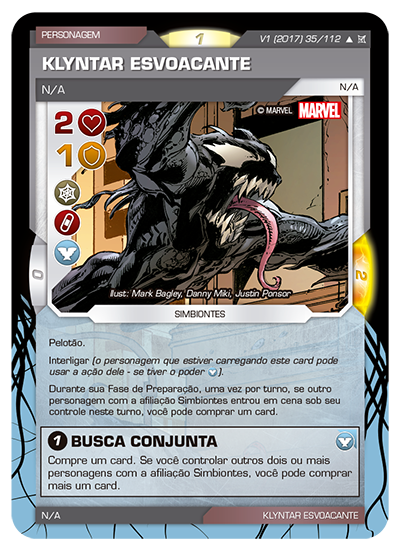 PERSONAGEM
1
V1 (2017) 35/112
KLYNTAR ESVOACANTE
N/A
N/A
2
© MARVEL MARVEL
1
0
2
Ilust: Mark Bagley, Danny Miki, Justin Ponsor
SIMBIONTES
Pelotão.
Interligar (o personagem que estiver carregando este card pode
usar a ação dele - se tiver o poder ).
Durante sua Fase de Preparação, uma vez por turno, se outro
personagem com a afiliação Simbiontes entrou em cena sob seu
controle neste turno, você pode comprar um card.
1 BUSCA CONJUNTA
Compre um card. Se você controlar outros dois ou mais
personagens com a afiliação Simbiontes, você pode comprar
mais um card.
N/A
KLYNTAR ESVOACANTE